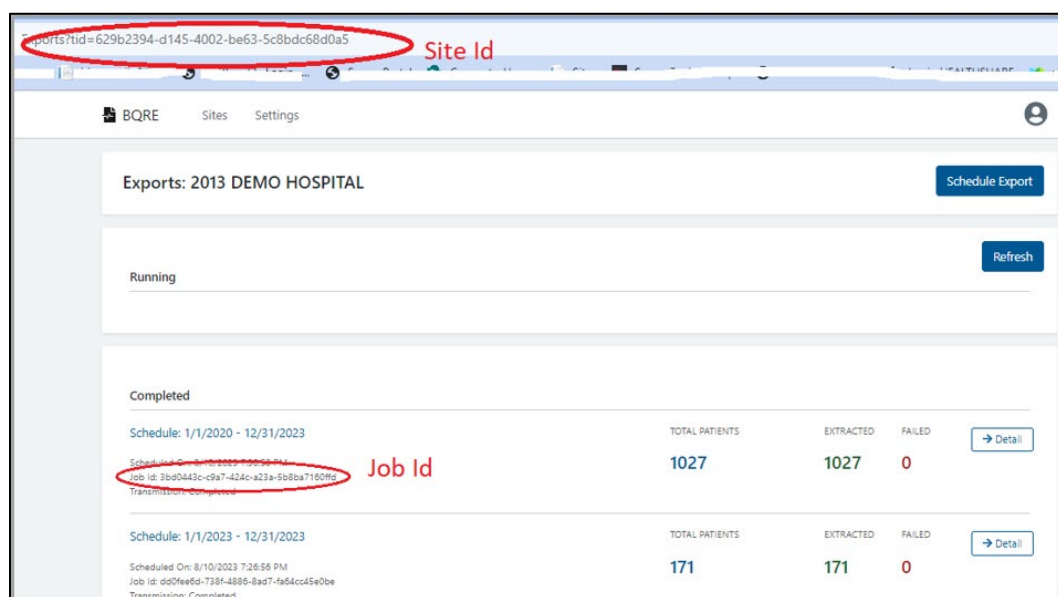 Exports?tid=629b2394-d145-4002-be63-5c8bdc68d0a5
Site Id
BQRE Sites Settings
Exports: 2013 DEMO HOSPITAL
Schedule Export
Refresh
Running
Completed
Schedule: 1/1/2020 - 12/31/2023
TOTAL PATIENTS EXTRACTED FAILED
1027 1027 0
Detail
Scheduled On:
Job Id: 3bd0443c-c9a7-424c-a23a-5b8ba7160ffd
Job Id
Transmission: Completed
Schedule: 1/1/2023 - 12/31/2023
TOTAL PATIENTS EXTRACTED FAILED
171 171 0
Detail
Scheduled On: 8/10/2023 7:26:56 PM
Job Id: dd0fee6d-738f-4886-8ad7-fa64cc45e0be
Transmission: Completed